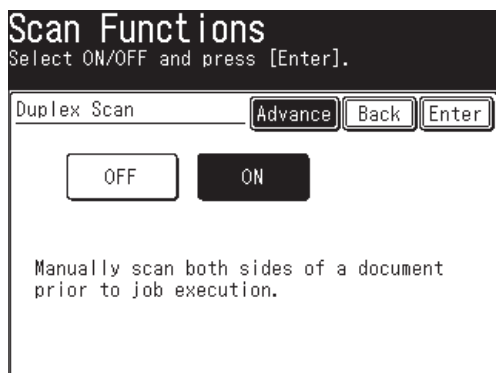 Scan Functions
Select ON/OFF and press [Enter].
Duplex Scan Advance Back Enter
OFF ON
Manually scan both sides of a document
prior to job execution.